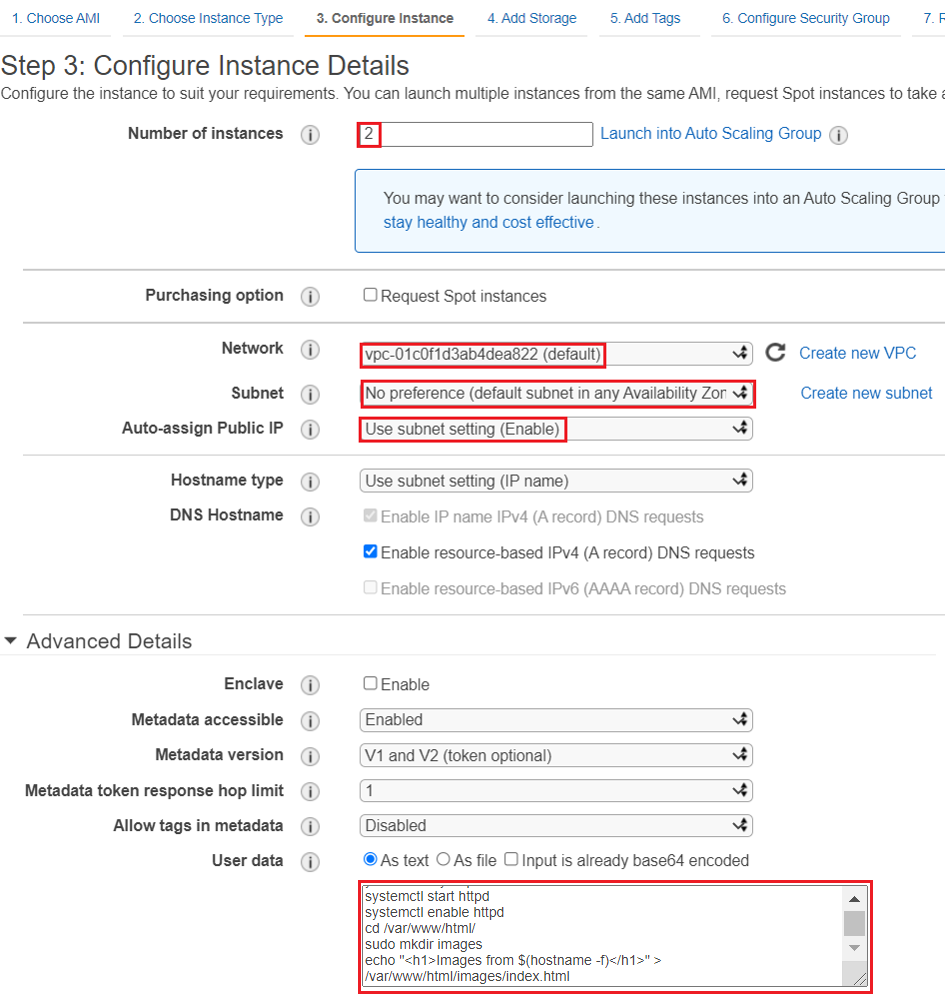 1. Choose AMI 2. Choose Instance Type 3. Configure Instance 4. Add Storage 5. Add Tags 6. Configure Security Group 7.
Step 3: Configure Instance Details
Configure the instance to suit your requirements. You can launch multiple instances from the same AMI, request Spot instances to take
Number of instances 2 Launch into Auto Scaling Group
You may want to consider launching these instances into an Auto Scaling Group
stay healthy and cost effective.
Purchasing option Request Spot instances
Network vpc-01c0f1d3ab4dea822 (default) Create new VPC
Subnet No preference (default subnet in any Availability Zon Create new subnet
Auto-assign Public IP Use subnet setting (Enable)
Hostname type Use subnet setting (IP name)
DNS Hostname Enable IP name IPv4 (A record) DNS requests
Enable resource-based IPv4 (A record) DNS requests
Enable resource-based IPv6 (AAAA record) DNS requests
Advanced Details
Enclave Enable
Metadata accessible Enabled
Metadata version V1 and V2 (token optional)
Metadata token response hop limit 1
Allow tags in metadata Disabled
User data As text As file Input is already base64 encoded
systemctl start httpd
systemctl enable httpd
cd /var/www/html/
sudo mkdir images
echo "<h1>Images from $(hostname -f)</h1>" >
/var/www/html/images/index.html